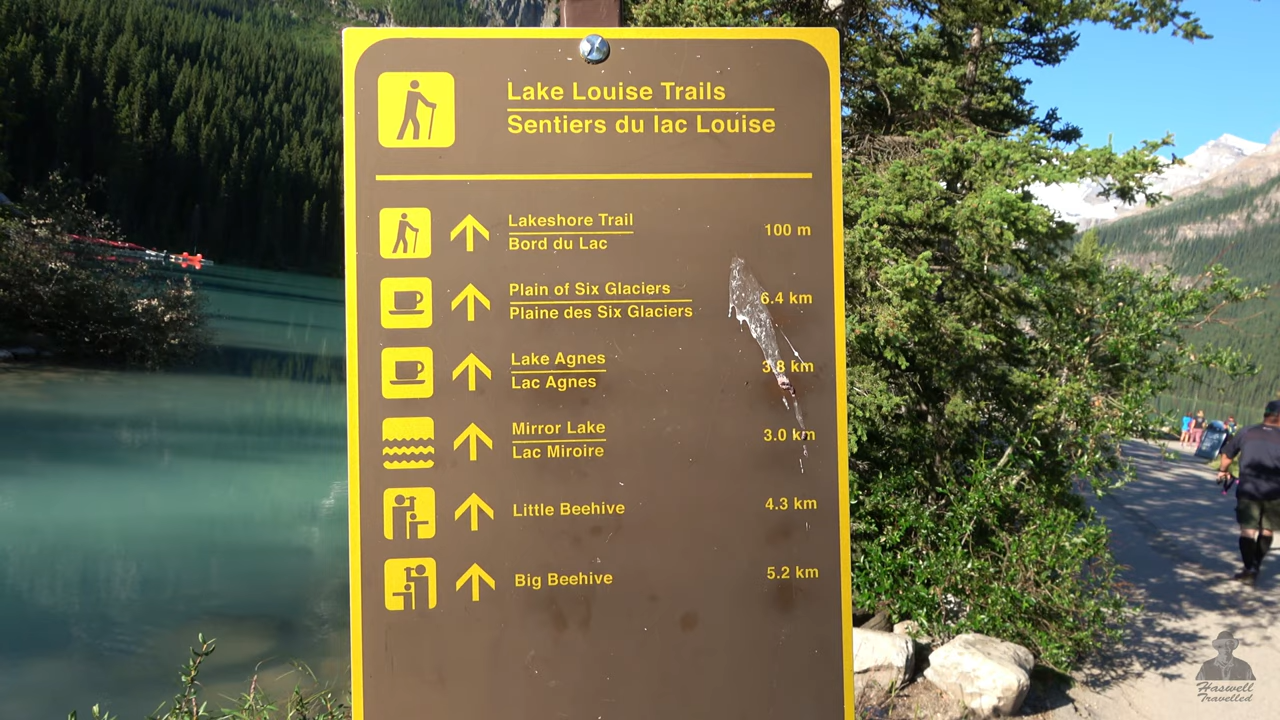 Lake Louise Trails
Sentiers du lac Louise
Lakeshore Trail
Bord du Lac
100 m
Plain of Six Glaciers
Plaine des Six Glaciers
6.4 km
Lake Agnes
Lac Agnes
3.8 km
Mirror Lake
Lac Miroire
3.0 km
Little Beehive
4.3 km
Big Beehive
5.2 km
Haswell
Travelled